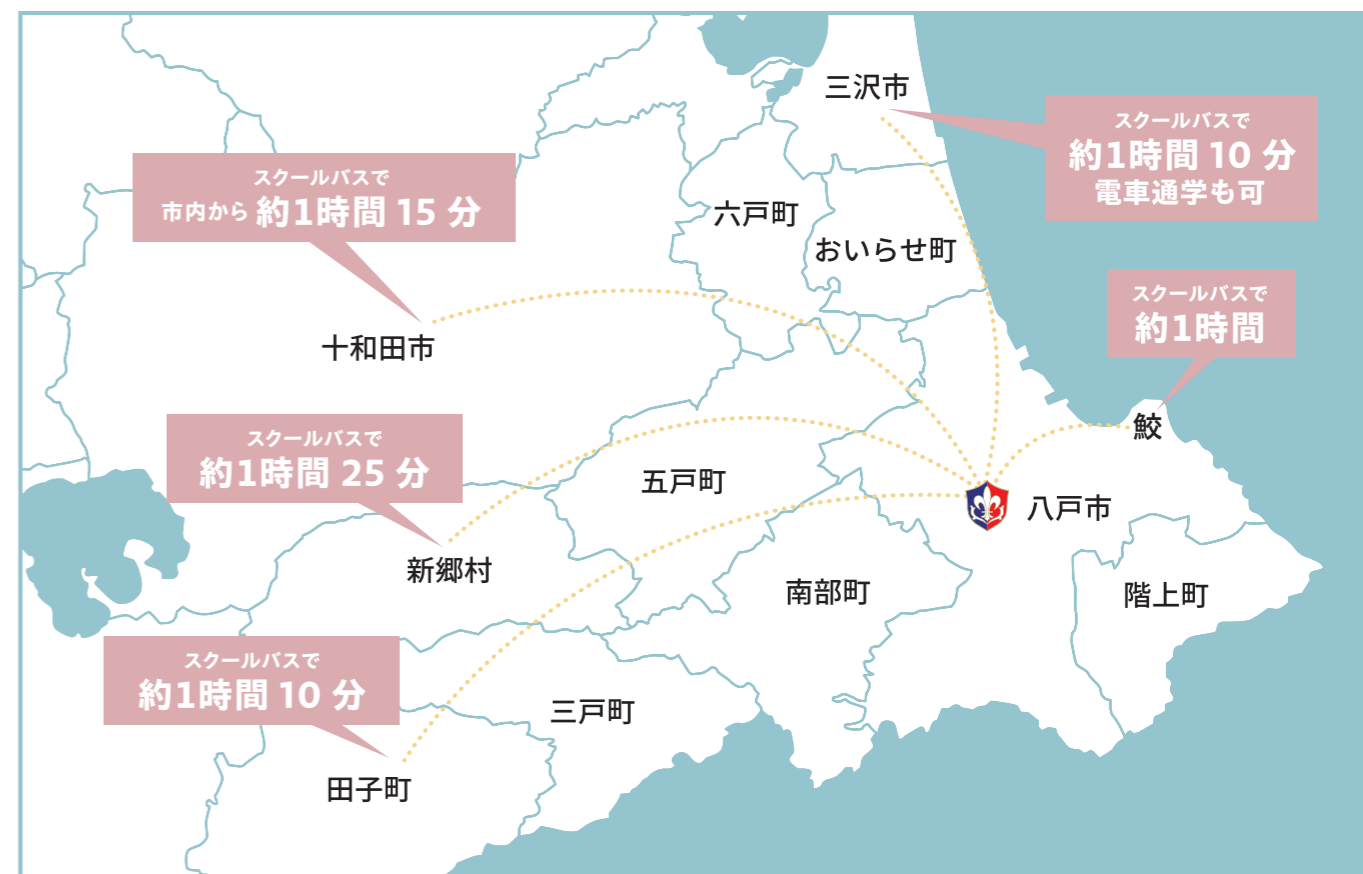 三沢市
スクールバスで
約1時間 10 分
電車通学も可
スクールバスで
市内から 約1時間 15 分
六戸町
おいらせ町
スクールバスで
約1時間
十和田市
鮫
スクールバスで
約1時間 25 分
五戸町
八戸市
新郷村
南部町
階上町
スクールバスで
約1時間 10 分
三戸町
田子町